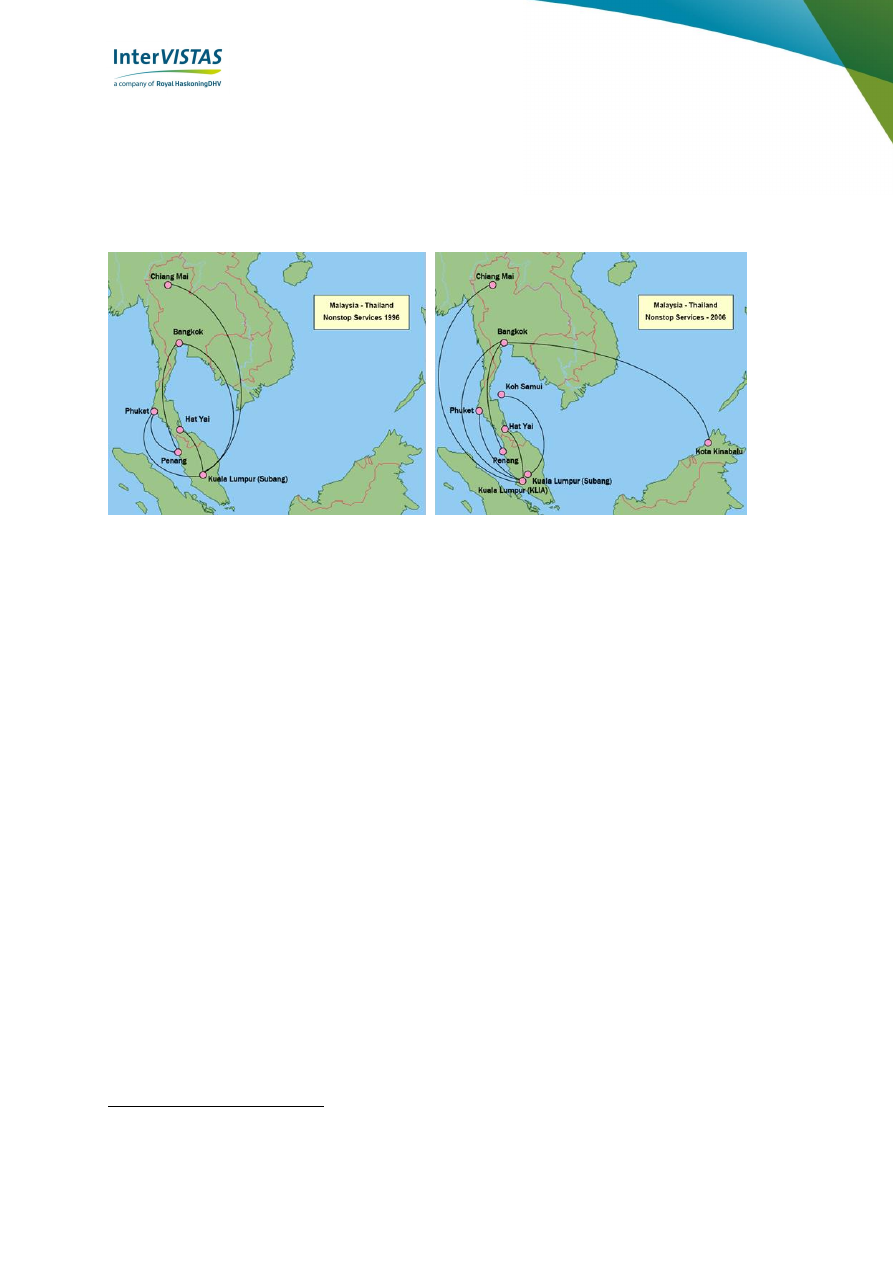 InterVISTAS
a company of Royal HaskoningDHV
Chiang Mai
Malaysia - Thailand
Nonstop Services 1996
Bangkok
Phuket
Hat Yai
Penang
Kuala Lumpur (Subang)
Chiang Mai
Malaysia - Thailand
Nonstop Services - 2006
Bangkok
Koh Samui
Phuket
Hat Yai
Penang
Kota Kinabalu
Kuala Lumpur (Subang)
Kuala Lumpur (KLIA)